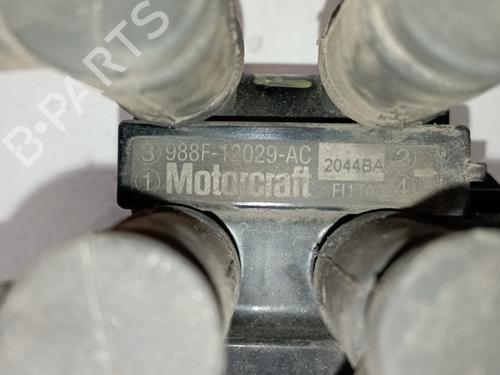 B-PARTS
③ 988F-12029-AC 2044BA ②
① Motorcraft ④